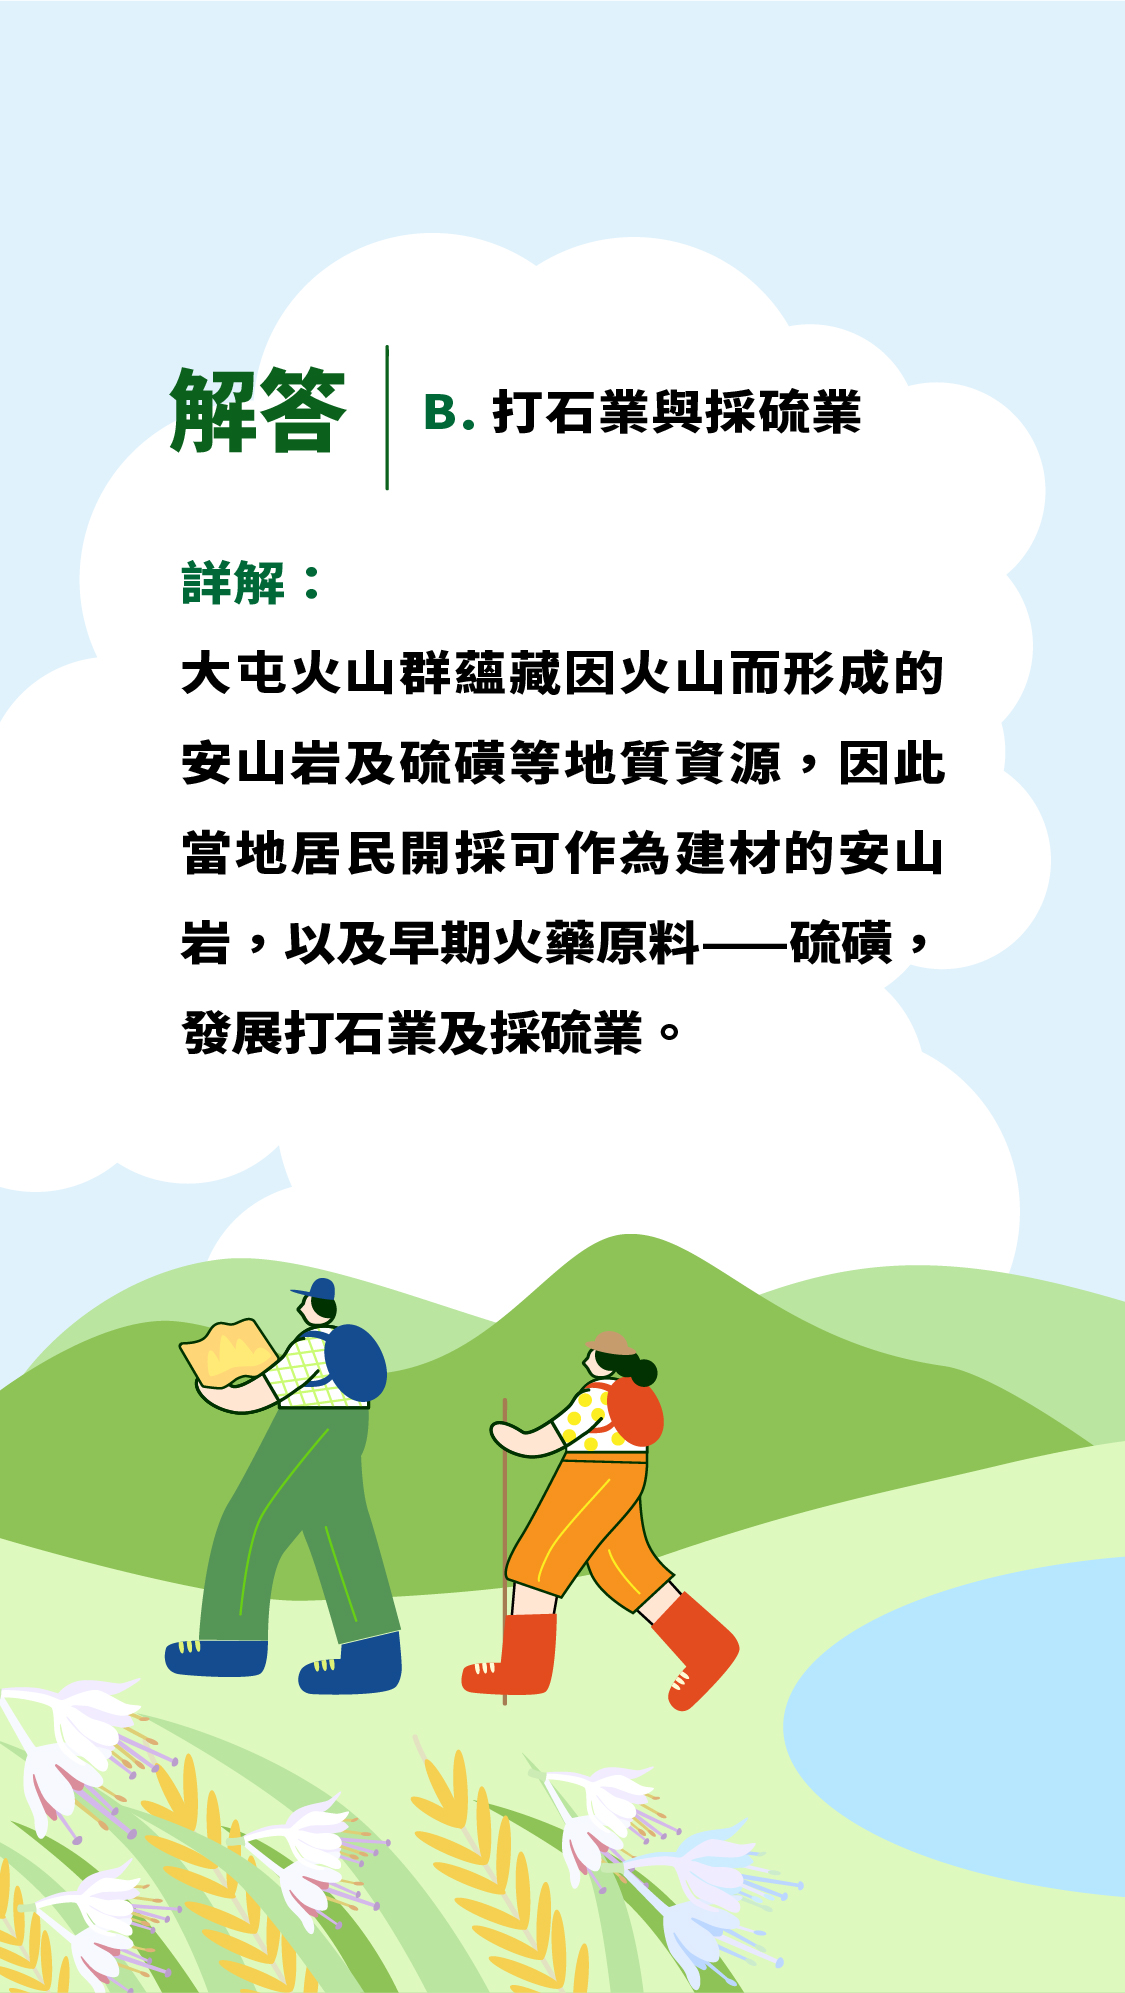 解答
B. 打石業與採硫業
詳解：
大屯火山群蘊藏因火山而形成的
安山岩及硫磺等地質資源，因此
當地居民開採可作為建材的安山
岩，以及早期火藥原料——硫磺，
發展打石業及採硫業。